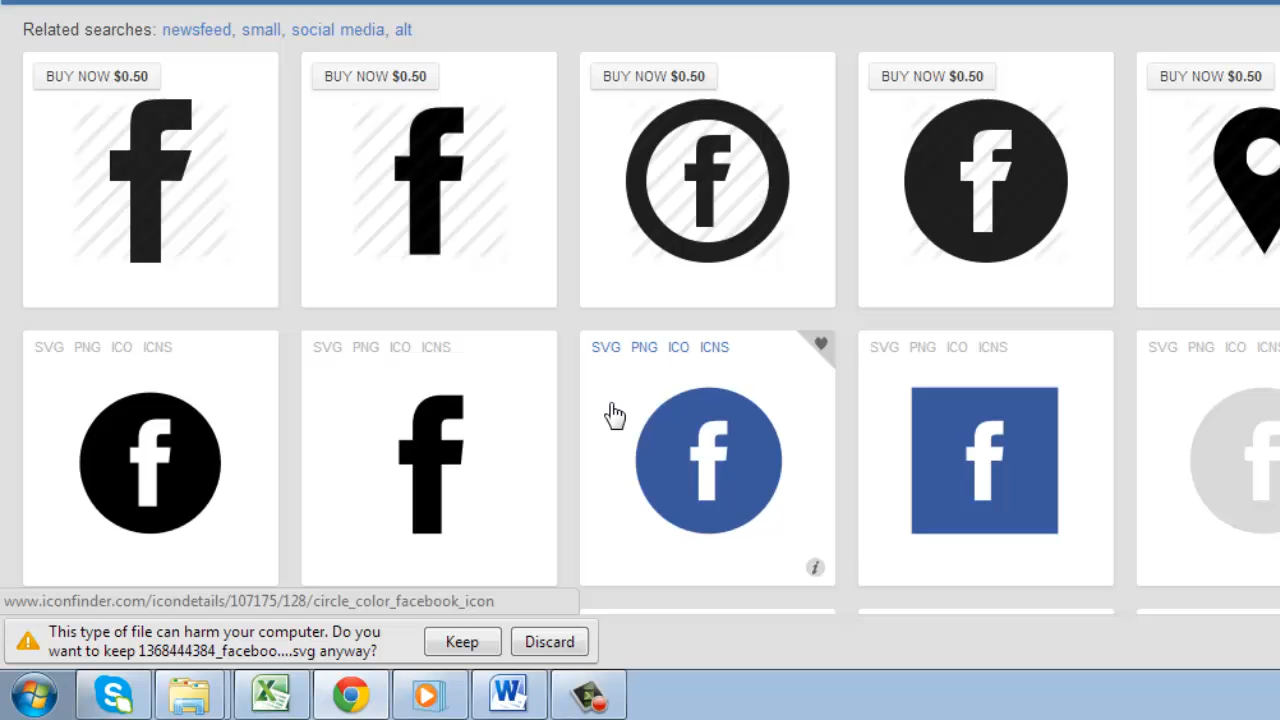 Related searches: newsfeed, small, social media, alt
BUY NOW $0.50
BUY NOW $0.50
BUY NOW $0.50
BUY NOW $0.50
BUY NOW $0.50
SVG PNG ICO ICNS
SVG PNG ICO ICNS
SVG PNG ICO ICNS
SVG PNG ICO ICNS
SVG PNG ICO ICNS
www.iconfinder.com/icondetails/107175/128/circle_color_facebook_icon
This type of file can harm your computer. Do you
want to keep 1368444384_faceboo....svg anyway?
Keep
Discard